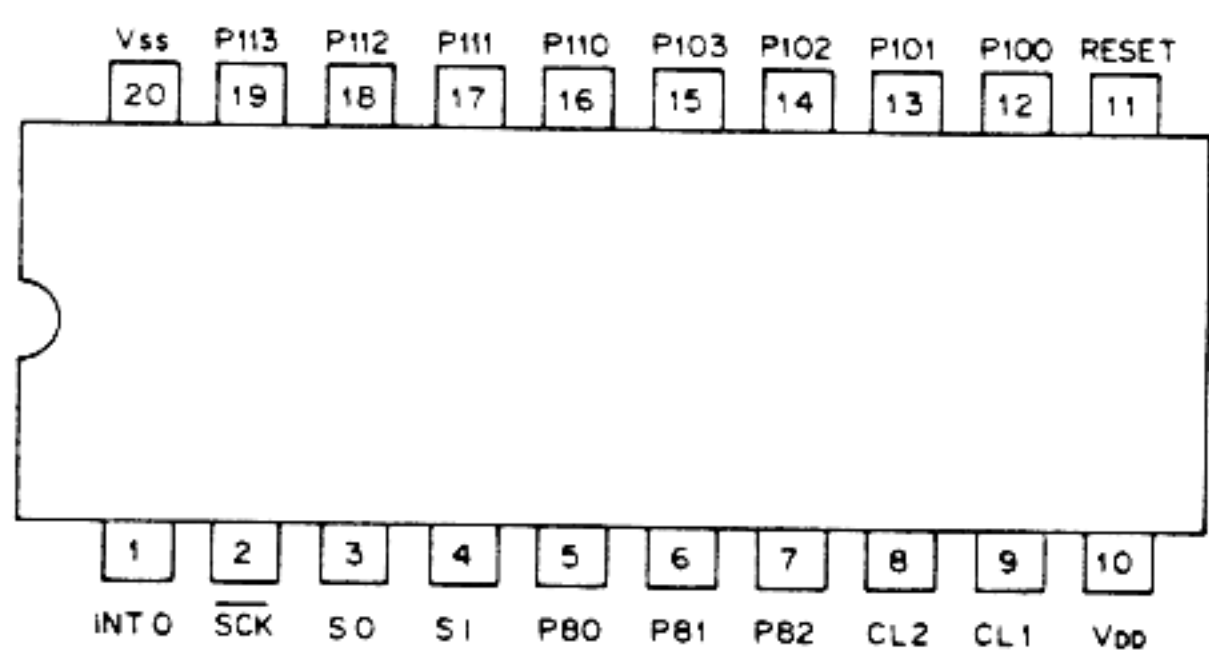 Vss P113 P112 P111 P110 P103 P102 P101 P100 RESET
20 19 18 17 16 15 14 13 12 11
1 2 3 4 5 6 7 8 9 10
INT0 S̅C̅K̅ SO SI P80 P81 P82 CL2 CL1 VDD